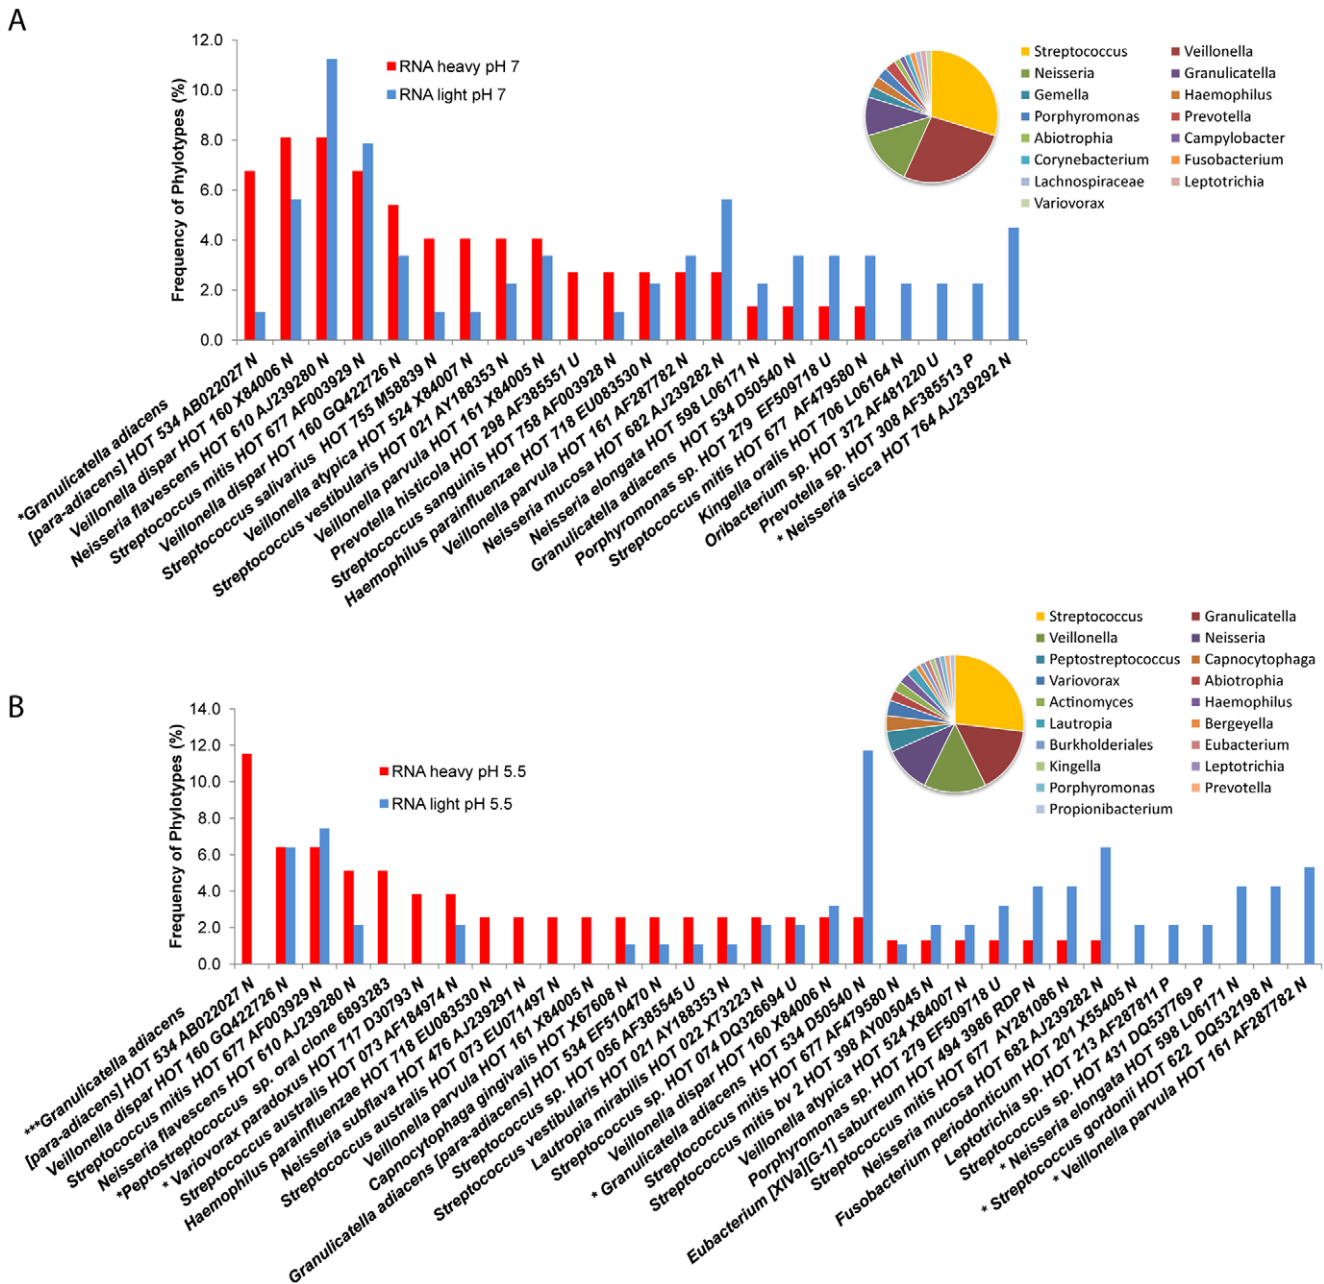 A
12.0
10.0
8.0
6.0
4.0
2.0
0.0
Frequency of Phylotypes (%)
RNA heavy pH 7
RNA light pH 7
Streptococcus
Veillonella
Neisseria
Granulicatella
Gemella
Haemophilus
Porphyromonas
Prevotella
Abiotrophia
Campylobacter
Corynebacterium
Fusobacterium
Lachnospiraceae
Leptotrichia
Variovorax
*Granulicatella adiacens
[para-adiacens] HOT 534 AB022027 N
Veillonella dispar HOT 160 X84006 N
Neisseria flavescens HOT 610 AJ239280 N
Streptococcus mitis HOT 677 AF003929 N
Veillonella dispar HOT 160 GQ422726 N
Streptococcus salivarius HOT 755 M58839 N
Veillonella atypica HOT 524 X84007 N
Streptococcus vestibularis HOT 021 AY188353 N
Veillonella parvula HOT 161 X84005 N
Prevotella histicola HOT 298 AF385551 U
Streptococcus sanguinis HOT 758 AF003928 N
Haemophilus parainfluenzae HOT 718 EU083530 N
Veillonella parvula HOT 161 AF287782 N
Neisseria mucosa HOT 682 AJ239282 N
Neisseria elongata HOT 598 L06171 N
Granulicatella adiacens HOT 534 D50540 N
Porphyromonas sp. HOT 279 EF509718 U
Streptococcus mitis HOT 677 AF479580 N
Kingella oralis HOT 706 L06164 N
Oribacterium sp. HOT 372 AF481220 U
Prevotella sp. HOT 308 AF385513 P
* Neisseria sicca HOT 764 AJ239292 N
B
14.0
12.0
10.0
8.0
6.0
4.0
2.0
0.0
Frequency of Phylotypes (%)
RNA heavy pH 5.5
RNA light pH 5.5
Streptococcus
Granulicatella
Veillonella
Neisseria
Peptostreptococcus
Capnocytophaga
Variovorax
Abiotrophia
Actinomyces
Haemophilus
Lautropia
Bergeyella
Burkholderiales
Eubacterium
Kingella
Leptotrichia
Porphyromonas
Prevotella
Propionibacterium
***Granulicatella adiacens
[para-adiacens] HOT 534 AB022027 N
Veillonella dispar HOT 160 GQ422726 N
Streptococcus mitis HOT 677 AF003929 N
Neisseria flavescens HOT 610 AJ239280 N
*Peptostreptococcus sp. oral clone 6893283
* Variovorax paradoxus HOT 717 D30793 N
Streptococcus australis HOT 073 AF184974 N
Haemophilus parainfluenzae HOT 718 EU083530 N
Neisseria subflava HOT 476 AJ239291 N
Streptococcus australis HOT 073 EU071497 N
Veillonella parvula HOT 161 X84005 N
Capnocytophaga gingivalis HOT X67608 N
Granulicatella adiacens [para-adiacens] HOT 534 EF510470 N
Streptococcus sp. HOT 056 AF385545 U
Streptococcus vestibularis HOT 021 AY188353 N
Lautropia mirabilis HOT 022 X73223 N
Streptococcus sp. HOT 074 DQ326694 U
Veillonella dispar HOT 160 X84006 N
* Granulicatella adiacens HOT 534 D50540 N
Streptococcus mitis HOT 677 AF479580 N
Streptococcus mitis bv 2 HOT 398 AY005045 N
Veillonella atypica HOT 524 X84007 N
Porphyromonas sp. HOT 279 EF509718 U
Eubacterium [XIVa][G-1] saburreum HOT 494 3986 RDP N
Streptococcus mitis HOT 677 AY281086 N
Neisseria mucosa HOT 682 AJ239282 N
Fusobacterium periodonticum HOT 201 X55405 N
Leptotrichia sp. HOT 213 AF287811 P
Streptococcus sp. HOT 431 DQ537769 P
* Neisseria elongata HOT 598 L06171 N
* Streptococcus gordonii HOT 622 DQ532198 N
* Veillonella parvula HOT 161 AF287782 N